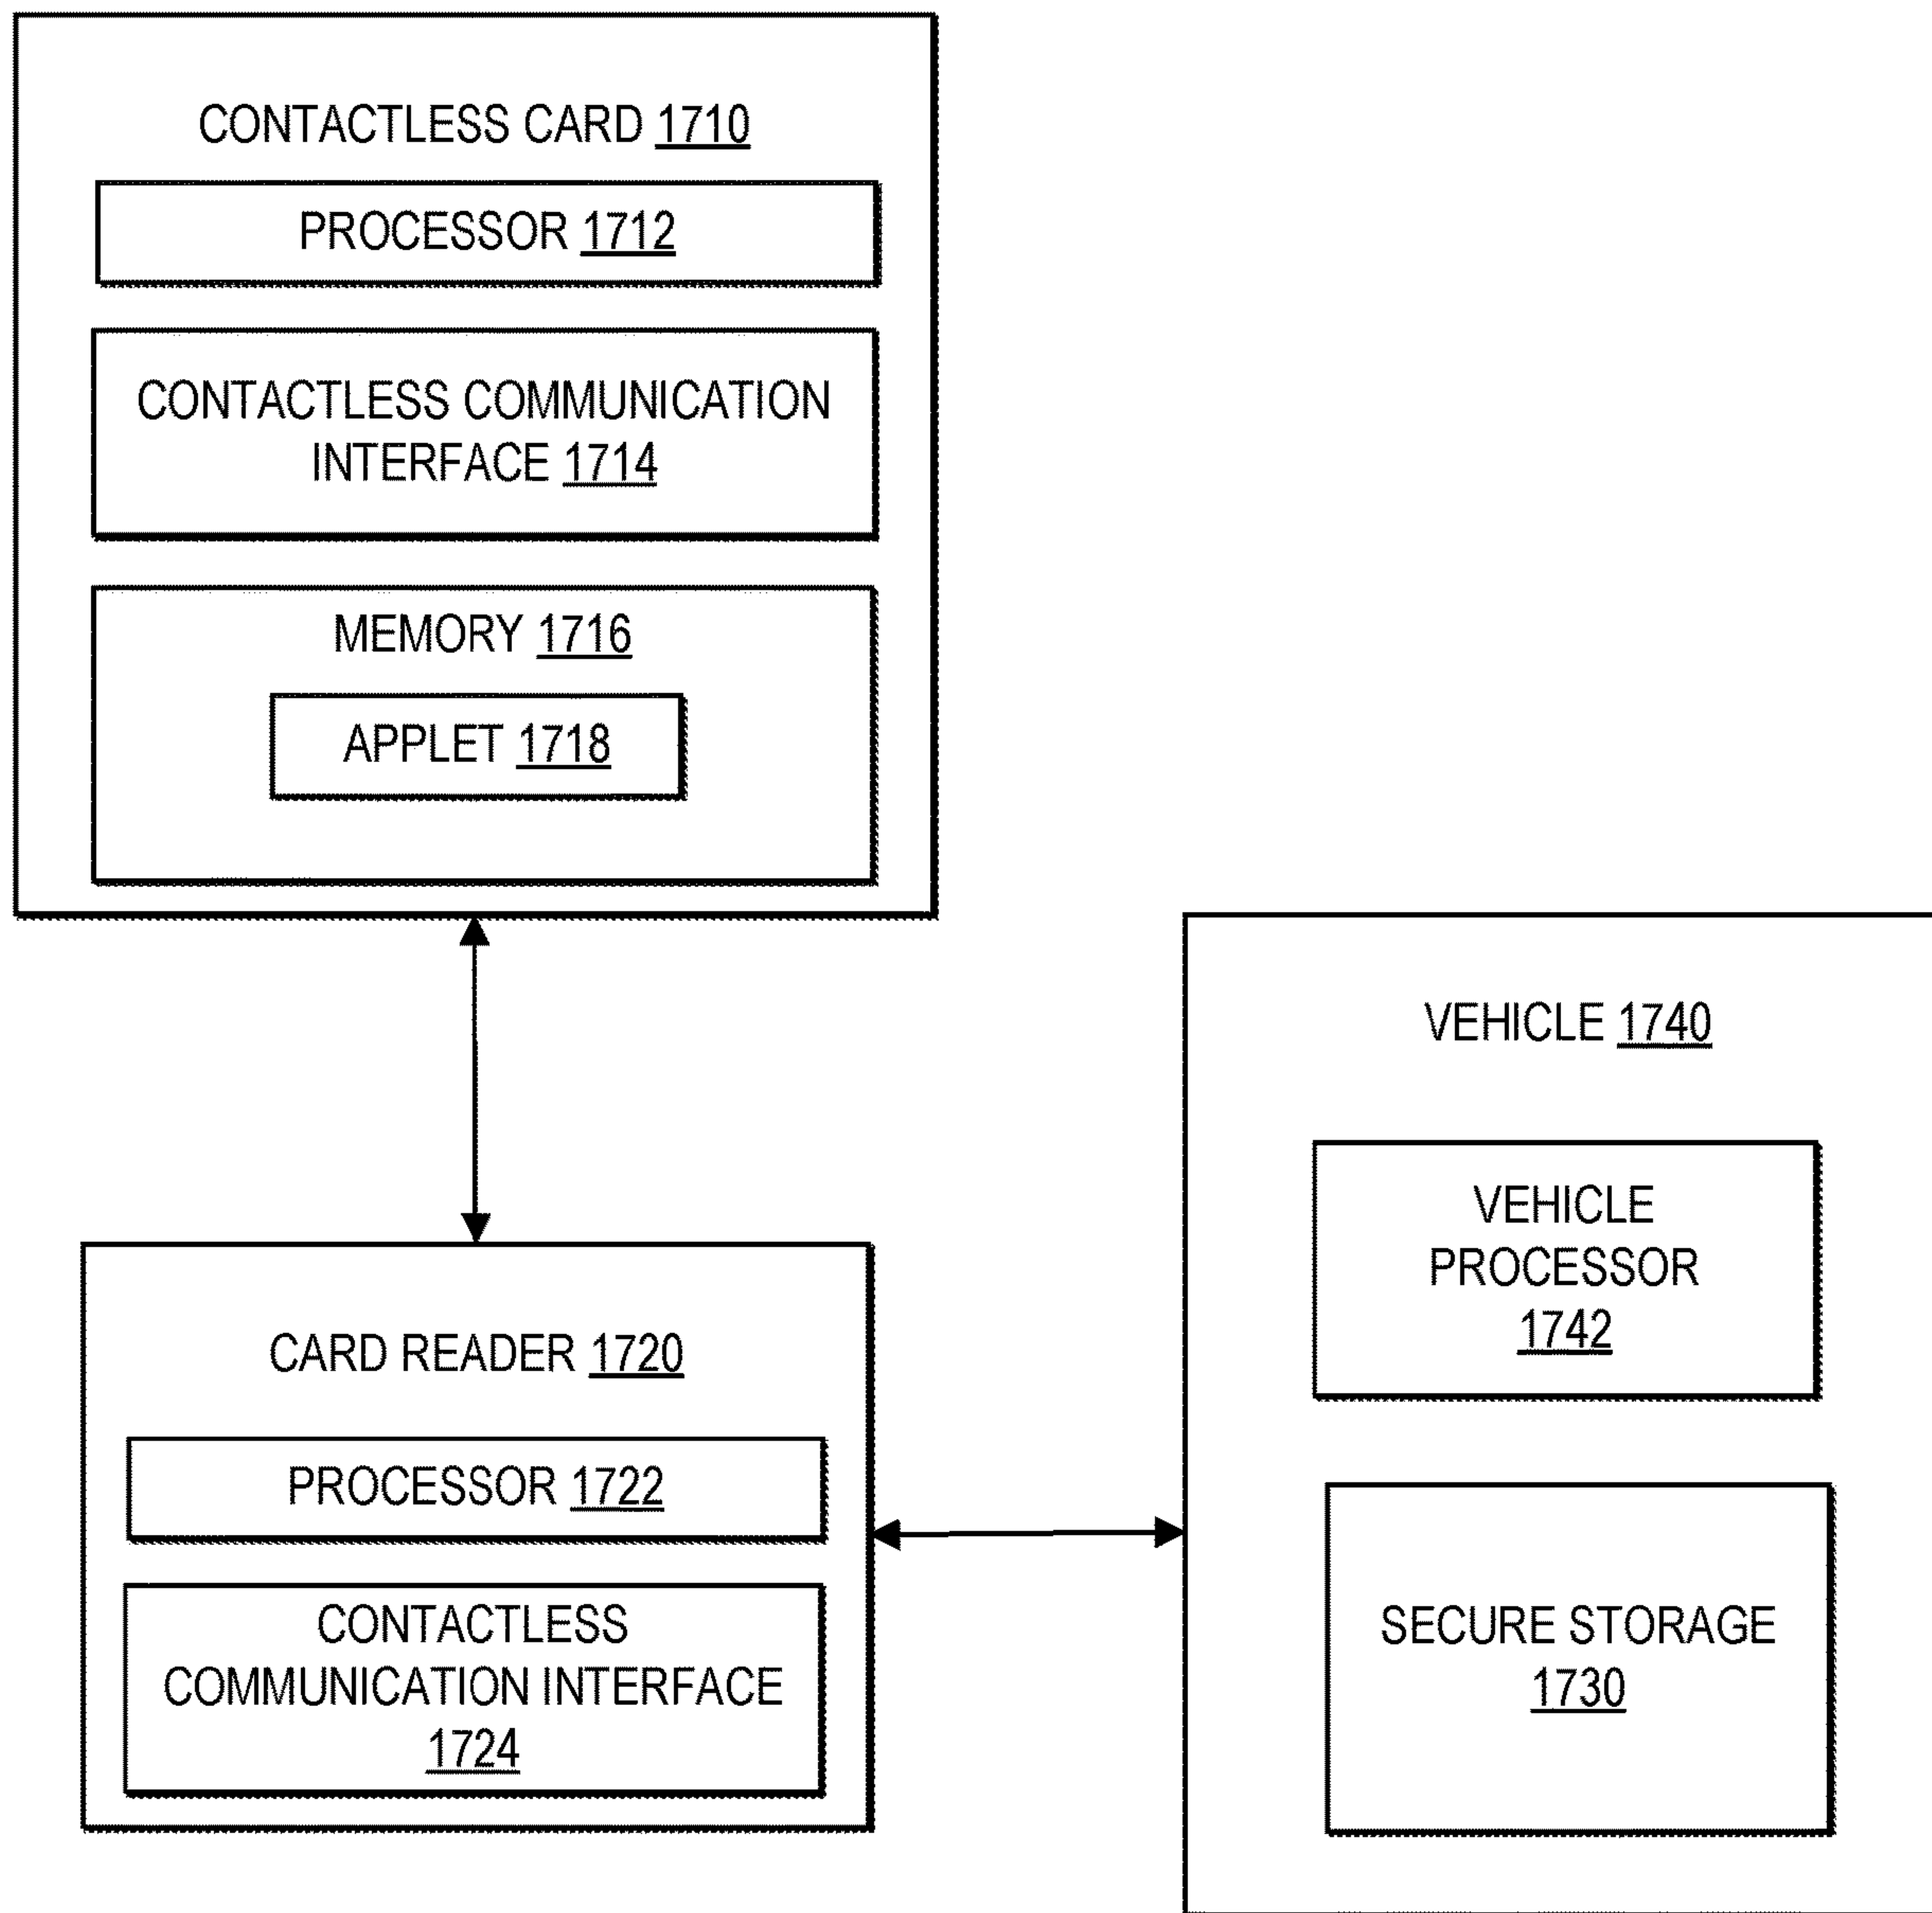 CONTACTLESS CARD 1710
PROCESSOR 1712
CONTACTLESS COMMUNICATION
INTERFACE 1714
MEMORY 1716
APPLET 1718
CARD READER 1720
PROCESSOR 1722
CONTACTLESS
COMMUNICATION INTERFACE
1724
VEHICLE 1740
VEHICLE
PROCESSOR
1742
SECURE STORAGE
1730